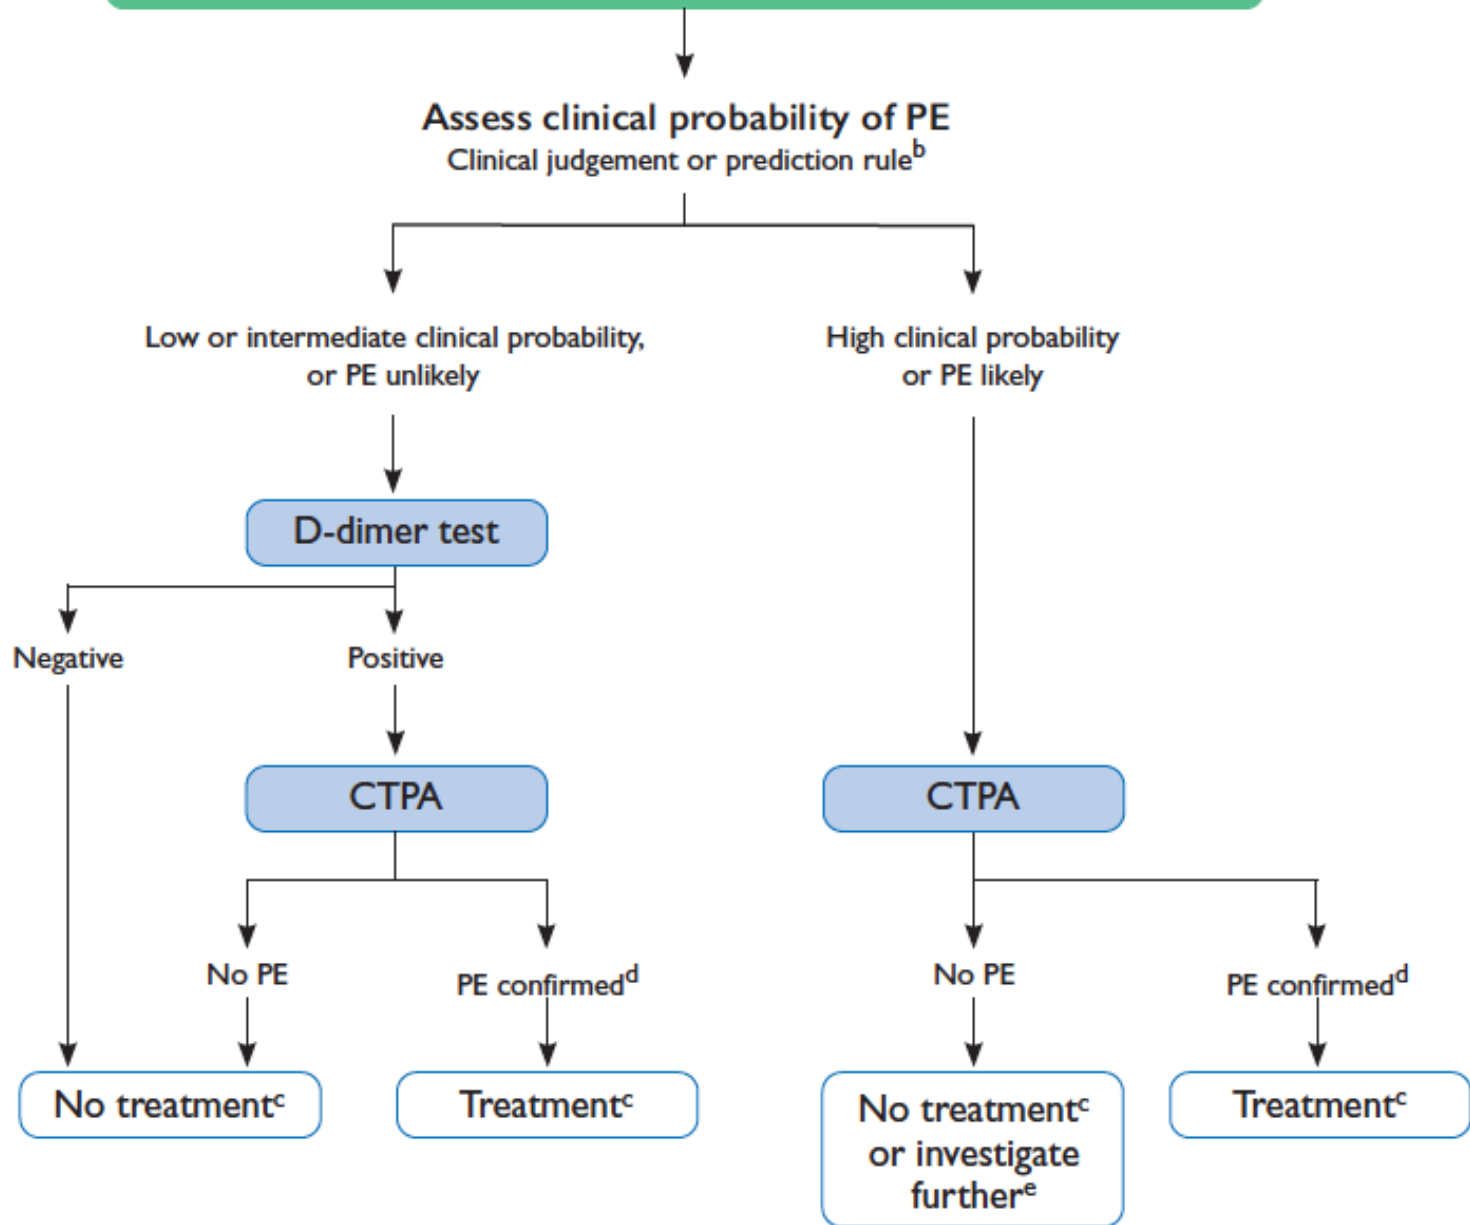 Assess clinical probability of PE
Clinical judgement or prediction ruleᵇ
Low or intermediate clinical probability,
or PE unlikely
High clinical probability
or PE likely
D-dimer test
Negative
Positive
CTPA
CTPA
No PE
PE confirmedᵈ
No PE
PE confirmedᵈ
No treatmentᶜ
Treatmentᶜ
No treatmentᶜ
or investigate
furtherᵉ
Treatmentᶜ